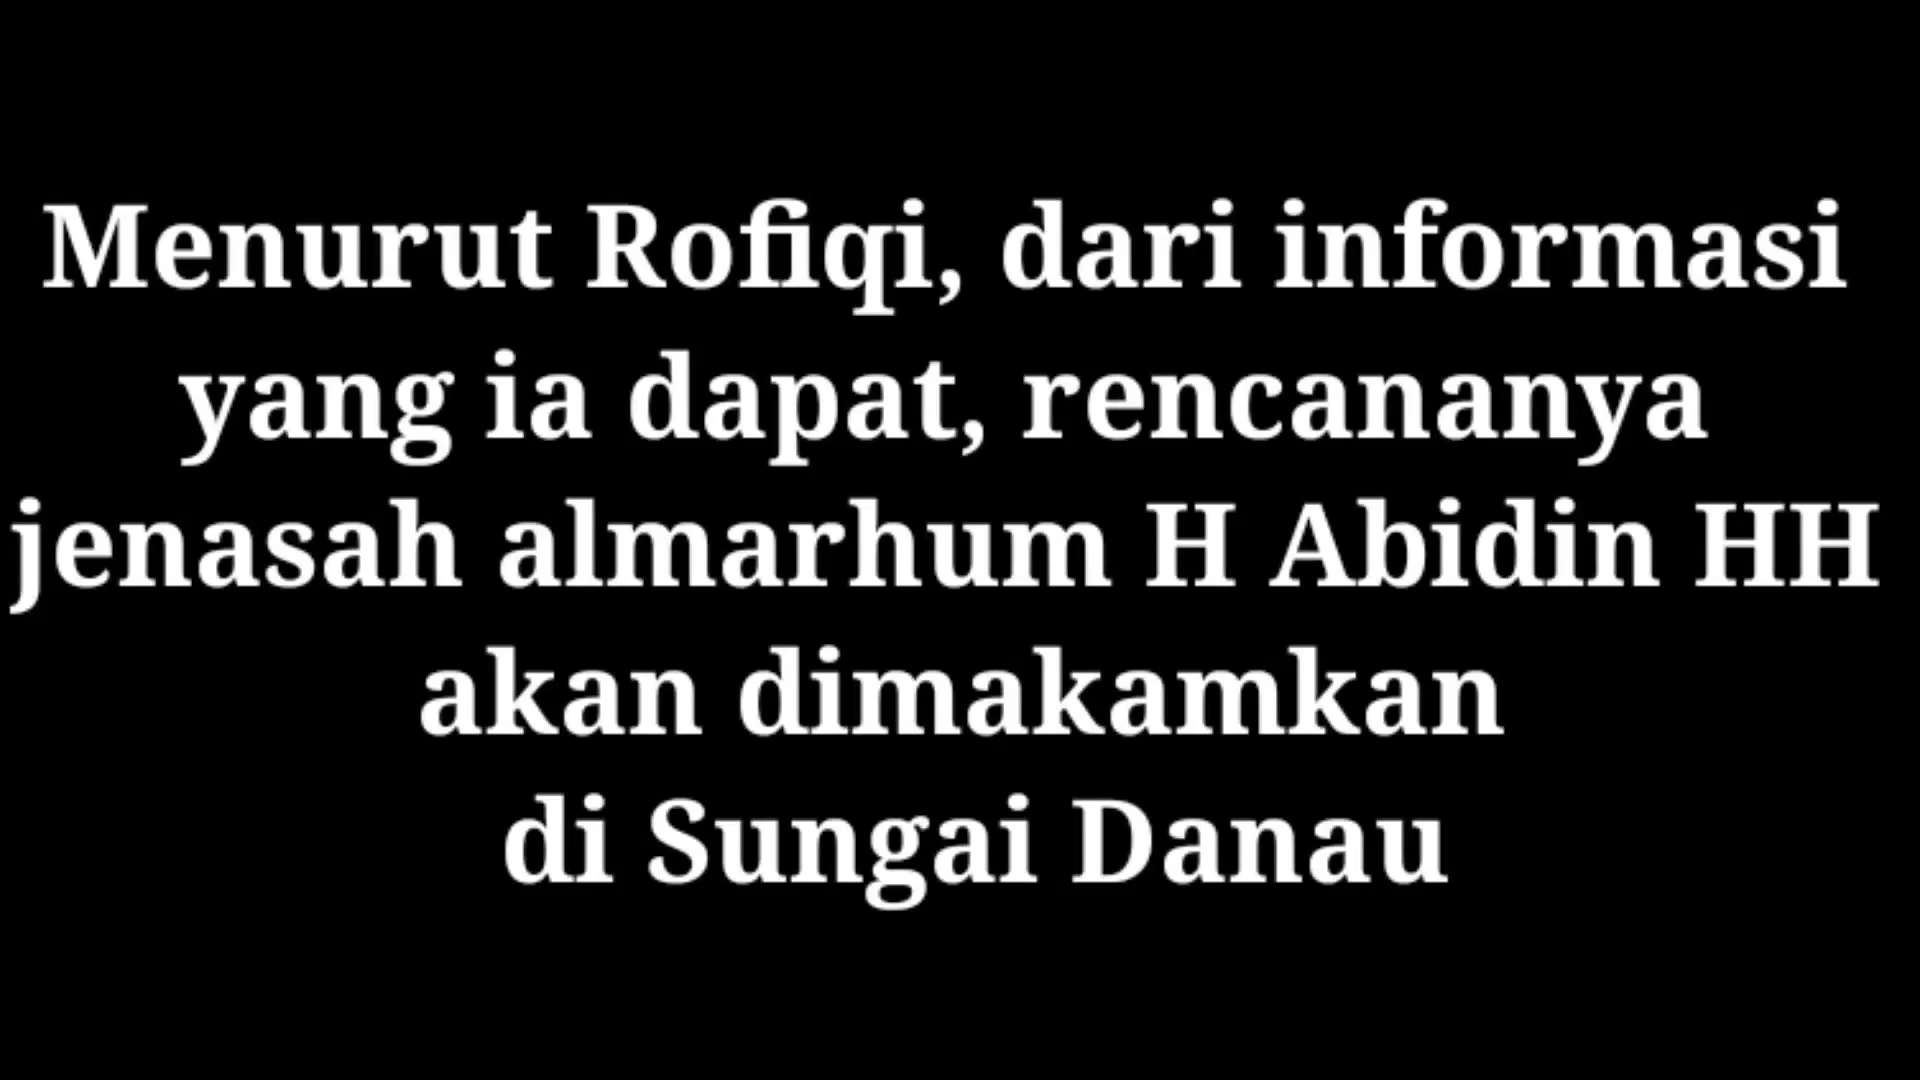 Menurut Rofiqi, dari informasi
yang ia dapat, rencananya
jenasah almarhum H Abidin HH
akan dimakamkan
di Sungai Danau